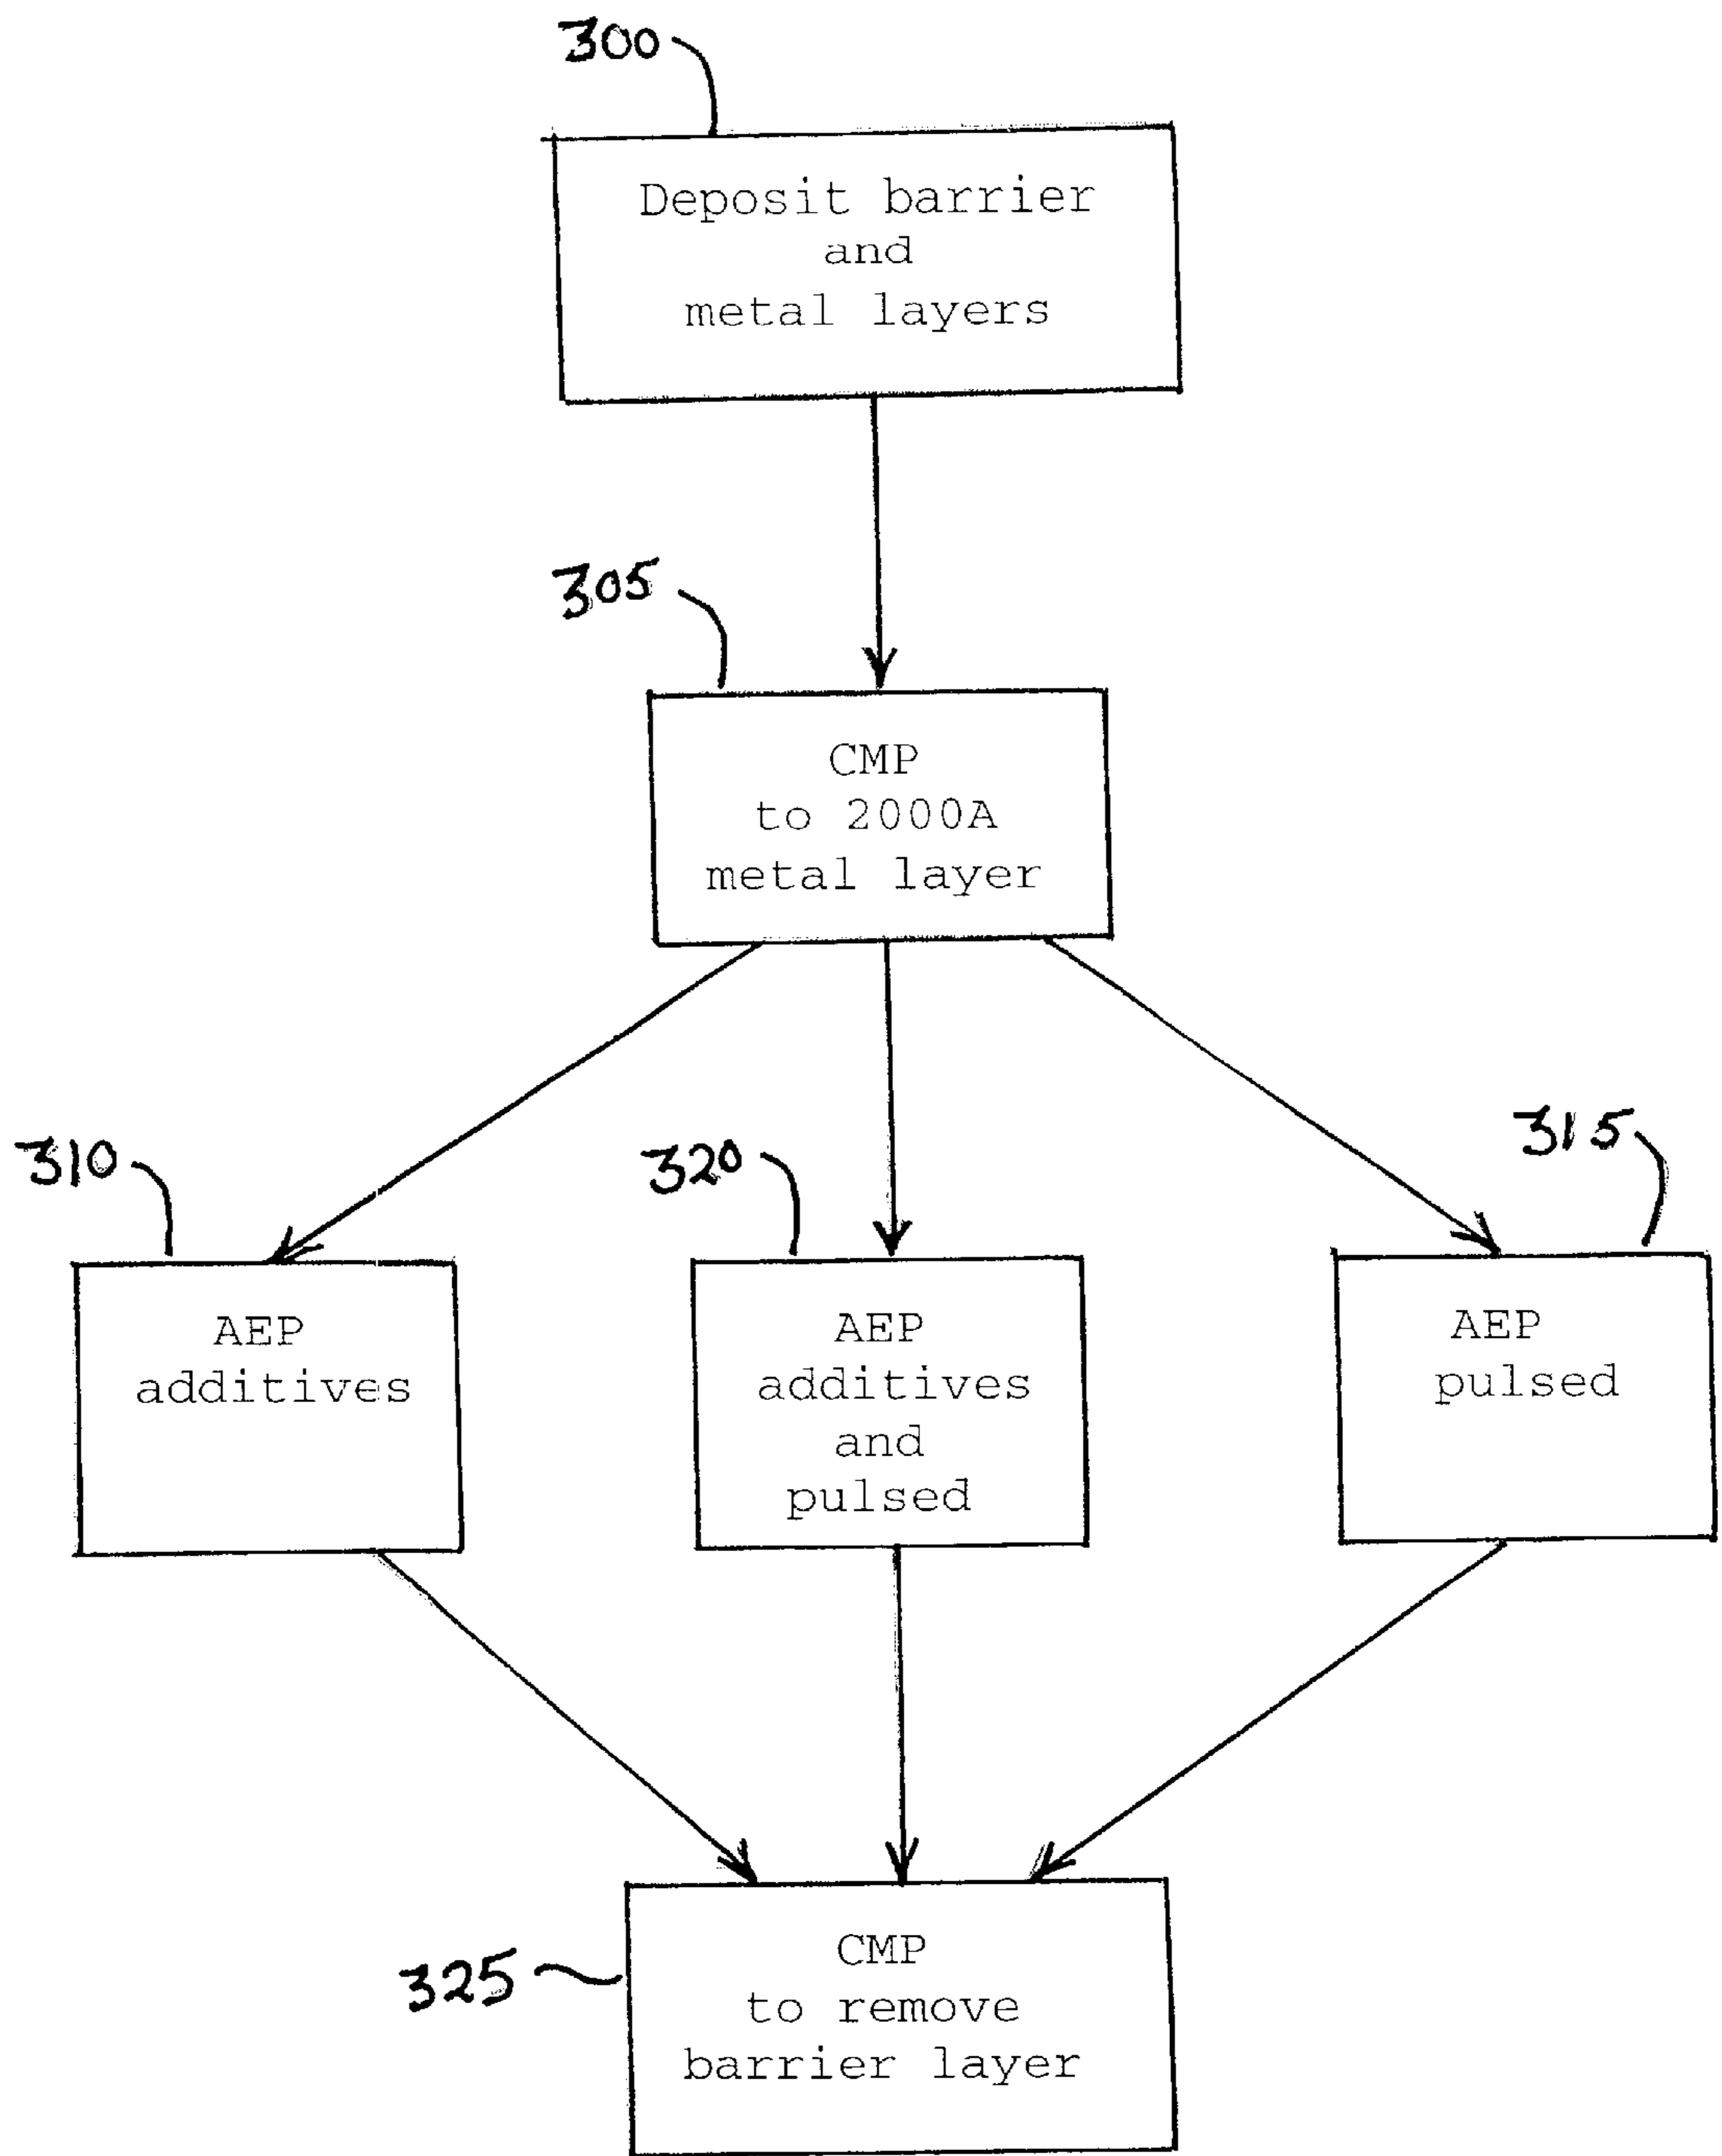 300
Deposit barrier
and
metal layers
305
CMP
to 2000A
metal layer
310
320
315
AEP
additives
AEP
additives
and
pulsed
AEP
pulsed
325
CMP
to remove
barrier layer